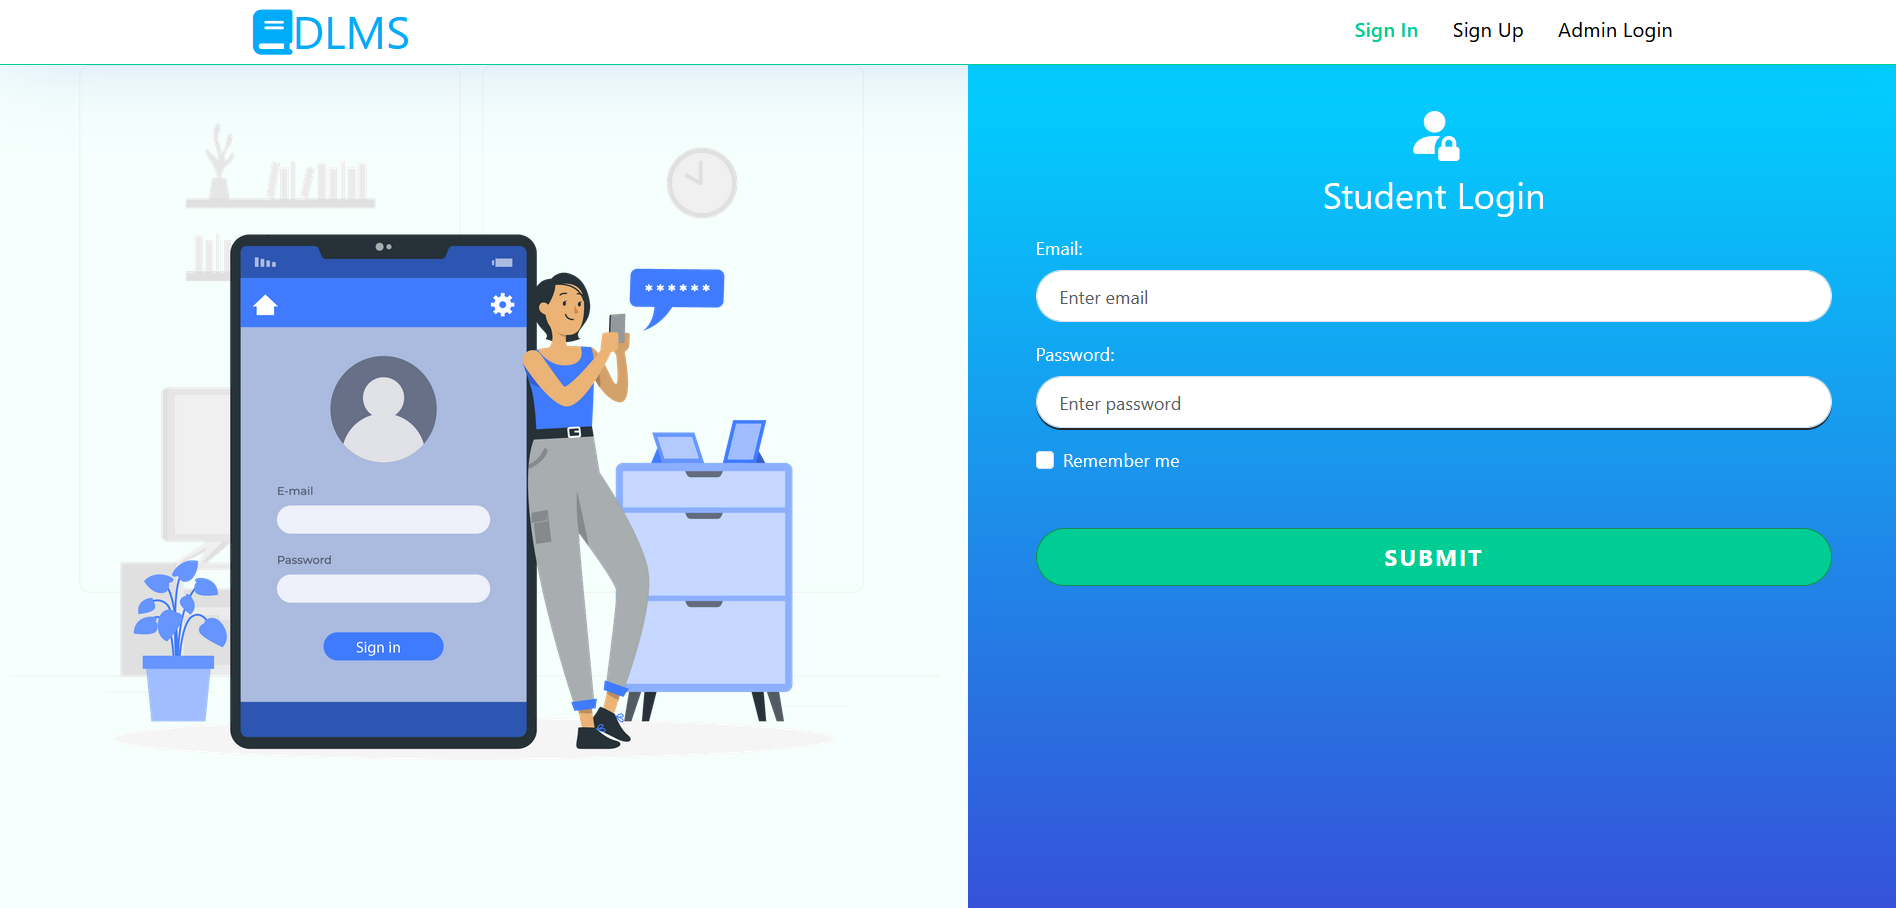 DLMS
Sign In
Sign Up
Admin Login
******
E-mail
Password
Sign in
Student Login
Email:
Enter email
Password:
Enter password
Remember me
SUBMIT